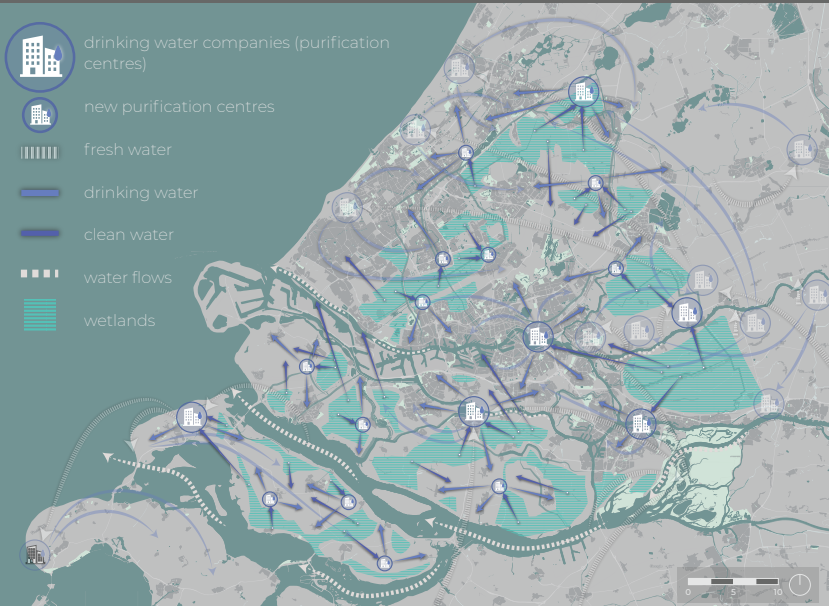 drinking water companies (purification
centres)
new purification centres
fresh water
drinking water
clean water
water flows
wetlands
0 5 10